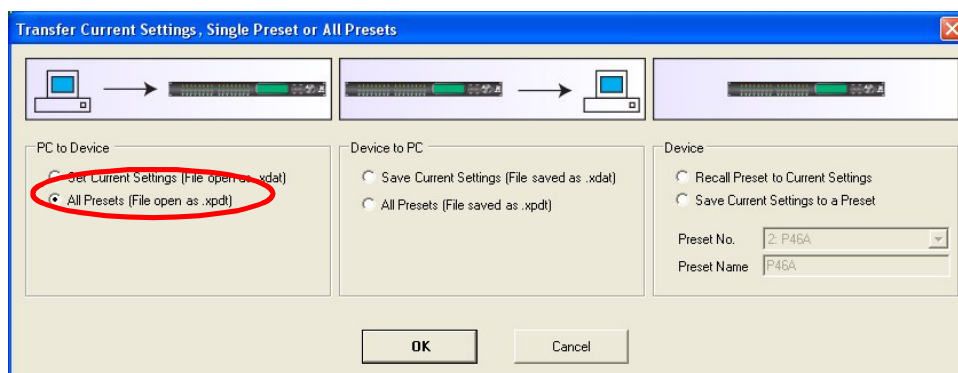 Transfer Current Settings, Single Preset or All Presets
PC to Device
Set Current Settings (File open as .xdat)
All Presets (File open as .xpdt)
Device to PC
Save Current Settings (File saved as .xdat)
All Presets (File saved as .xpdt)
Device
Recall Preset to Current Settings
Save Current Settings to a Preset
Preset No.
2: P46A
Preset Name
P46A
OK
Cancel